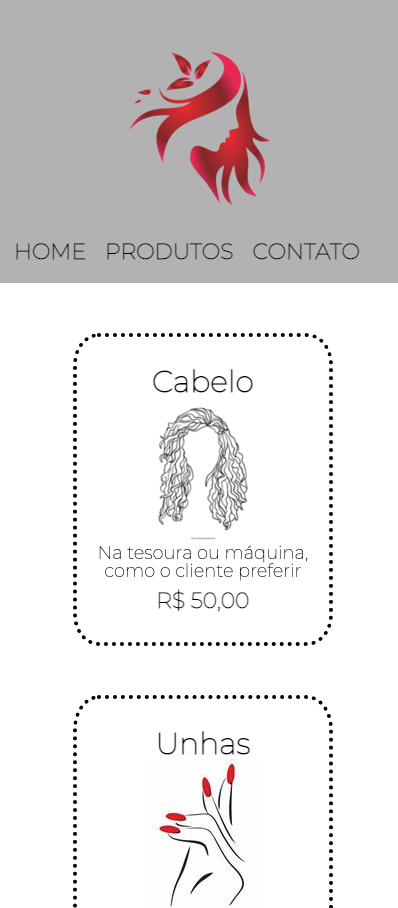 HOME PRODUTOS CONTATO
Cabelo
Na tesoura ou máquina,
como o cliente preferir
R$ 50,00
Unhas